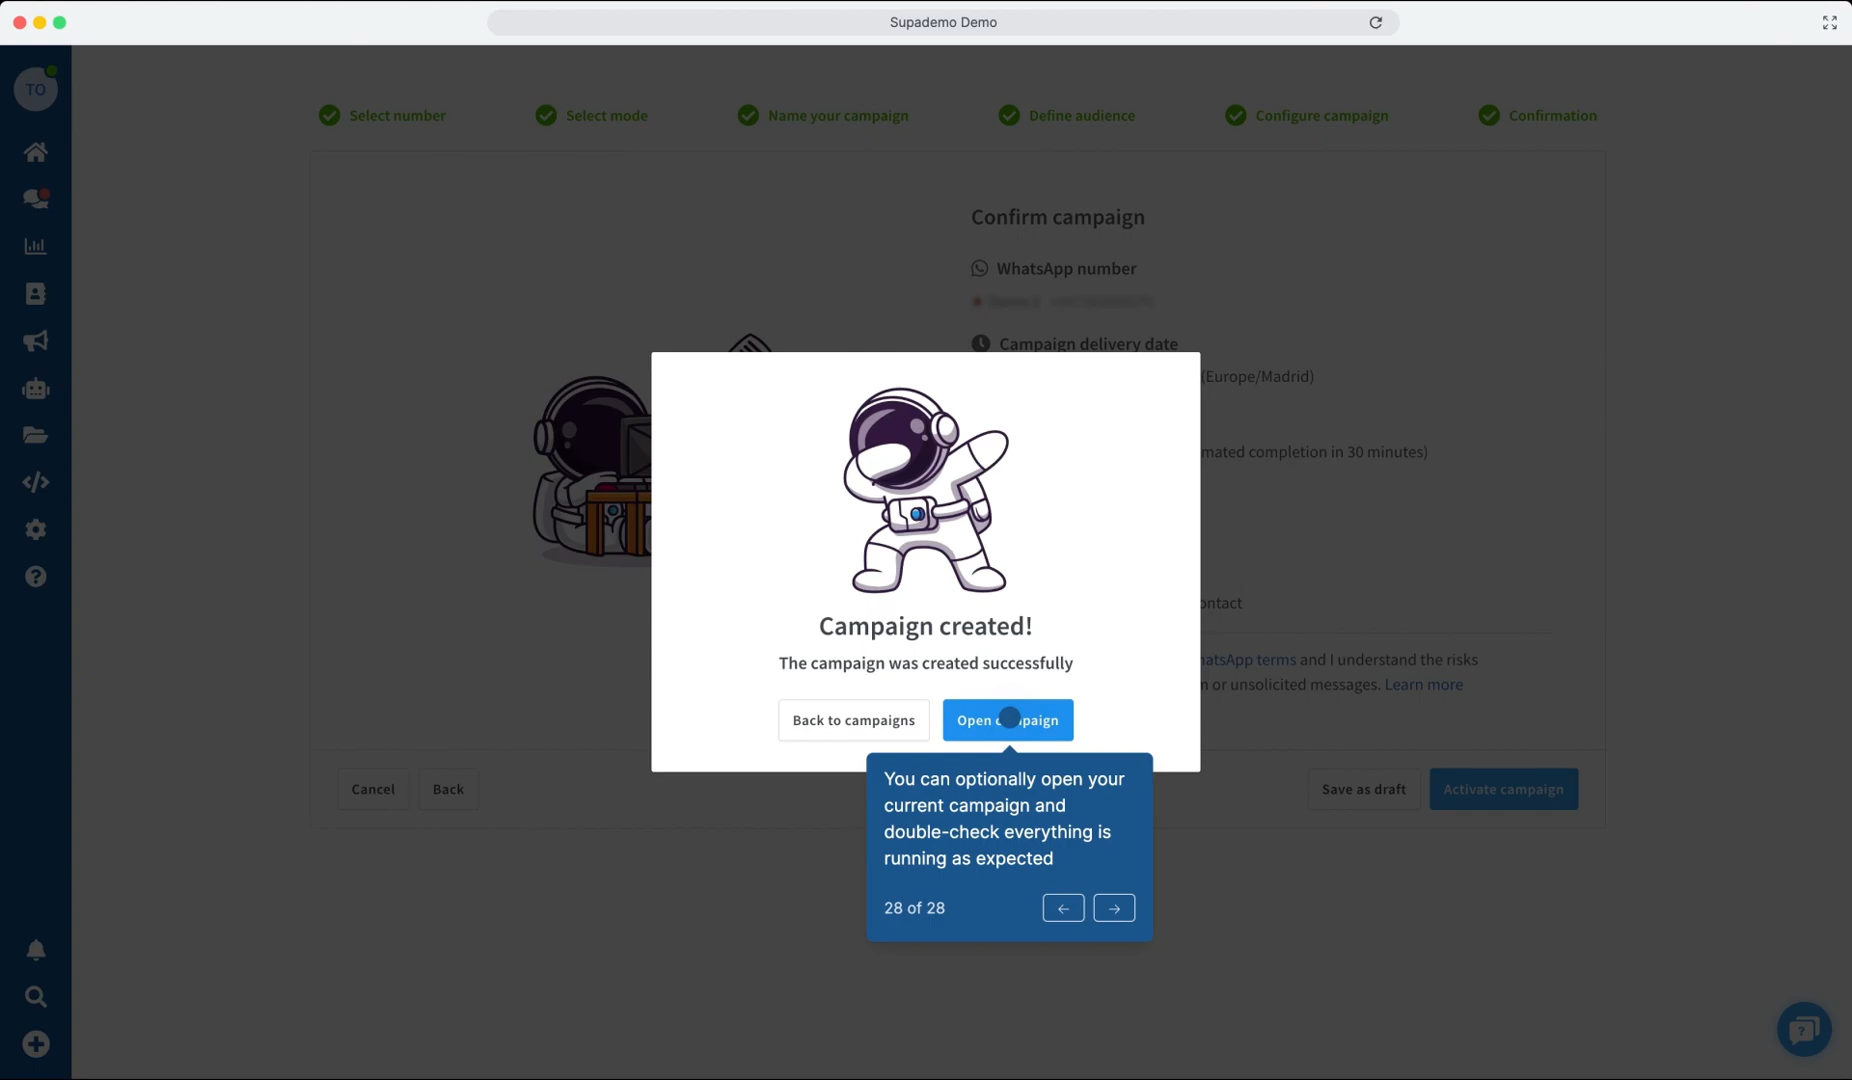 Supademo Demo
TO
Select number
Select mode
Name your campaign
Define audience
Configure campaign
Confirmation
Confirm campaign
WhatsApp number
Campaign delivery date
(Europe/Madrid)
mated completion in 30 minutes)
ontact
hatsApp terms and I understand the risks
or unsolicited messages. Learn more
Campaign created!
The campaign was created successfully
Back to campaigns
Open campaign
Cancel
Back
Save as draft
Activate campaign
You can optionally open your
current campaign and
double-check everything is
running as expected
28 of 28
← →